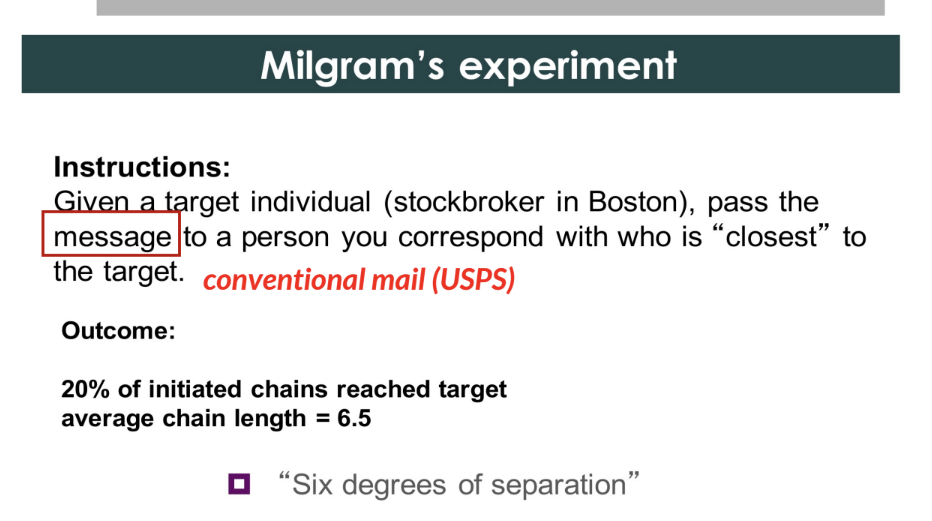 Milgram’s experiment
Instructions:
Given a target individual (stockbroker in Boston), pass the
message to a person you correspond with who is “closest” to
the target. conventional mail (USPS)
Outcome:
20% of initiated chains reached target
average chain length = 6.5
“Six degrees of separation”